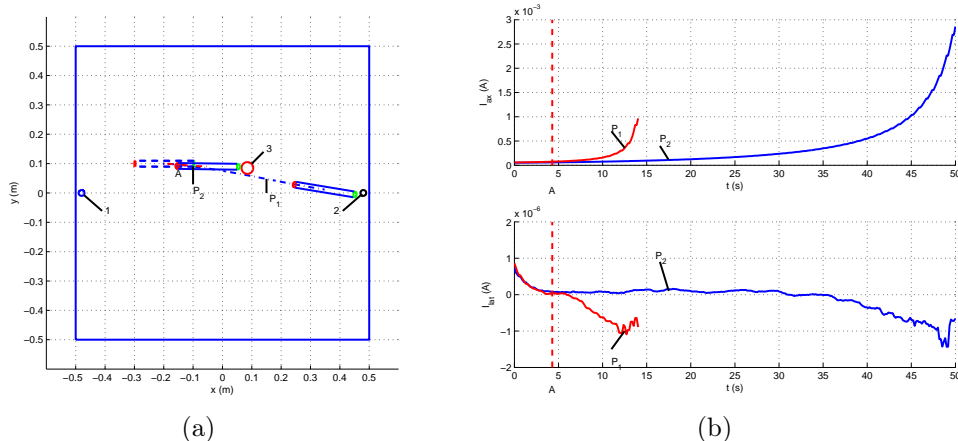 0.5
0.4
0.3
0.2
0.1
0
−0.1
−0.2
−0.3
−0.4
−0.5
y (m)
−0.5 −0.4 −0.3 −0.2 −0.1 0 0.1 0.2 0.3 0.4 0.5
x (m)
A
P2
P1
1
2
3
(a)
x 10−3
3
2.5
2
1.5
1
0.5
0
Iax (A)
P1
P2
0 5 10 15 20 25 30 35 40 45 50
A
t (s)
x 10−6
2
1
0
−1
−2
Ilat (A)
P2
P1
0 5 10 15 20 25 30 35 40 45 50
A
t (s)
(b)